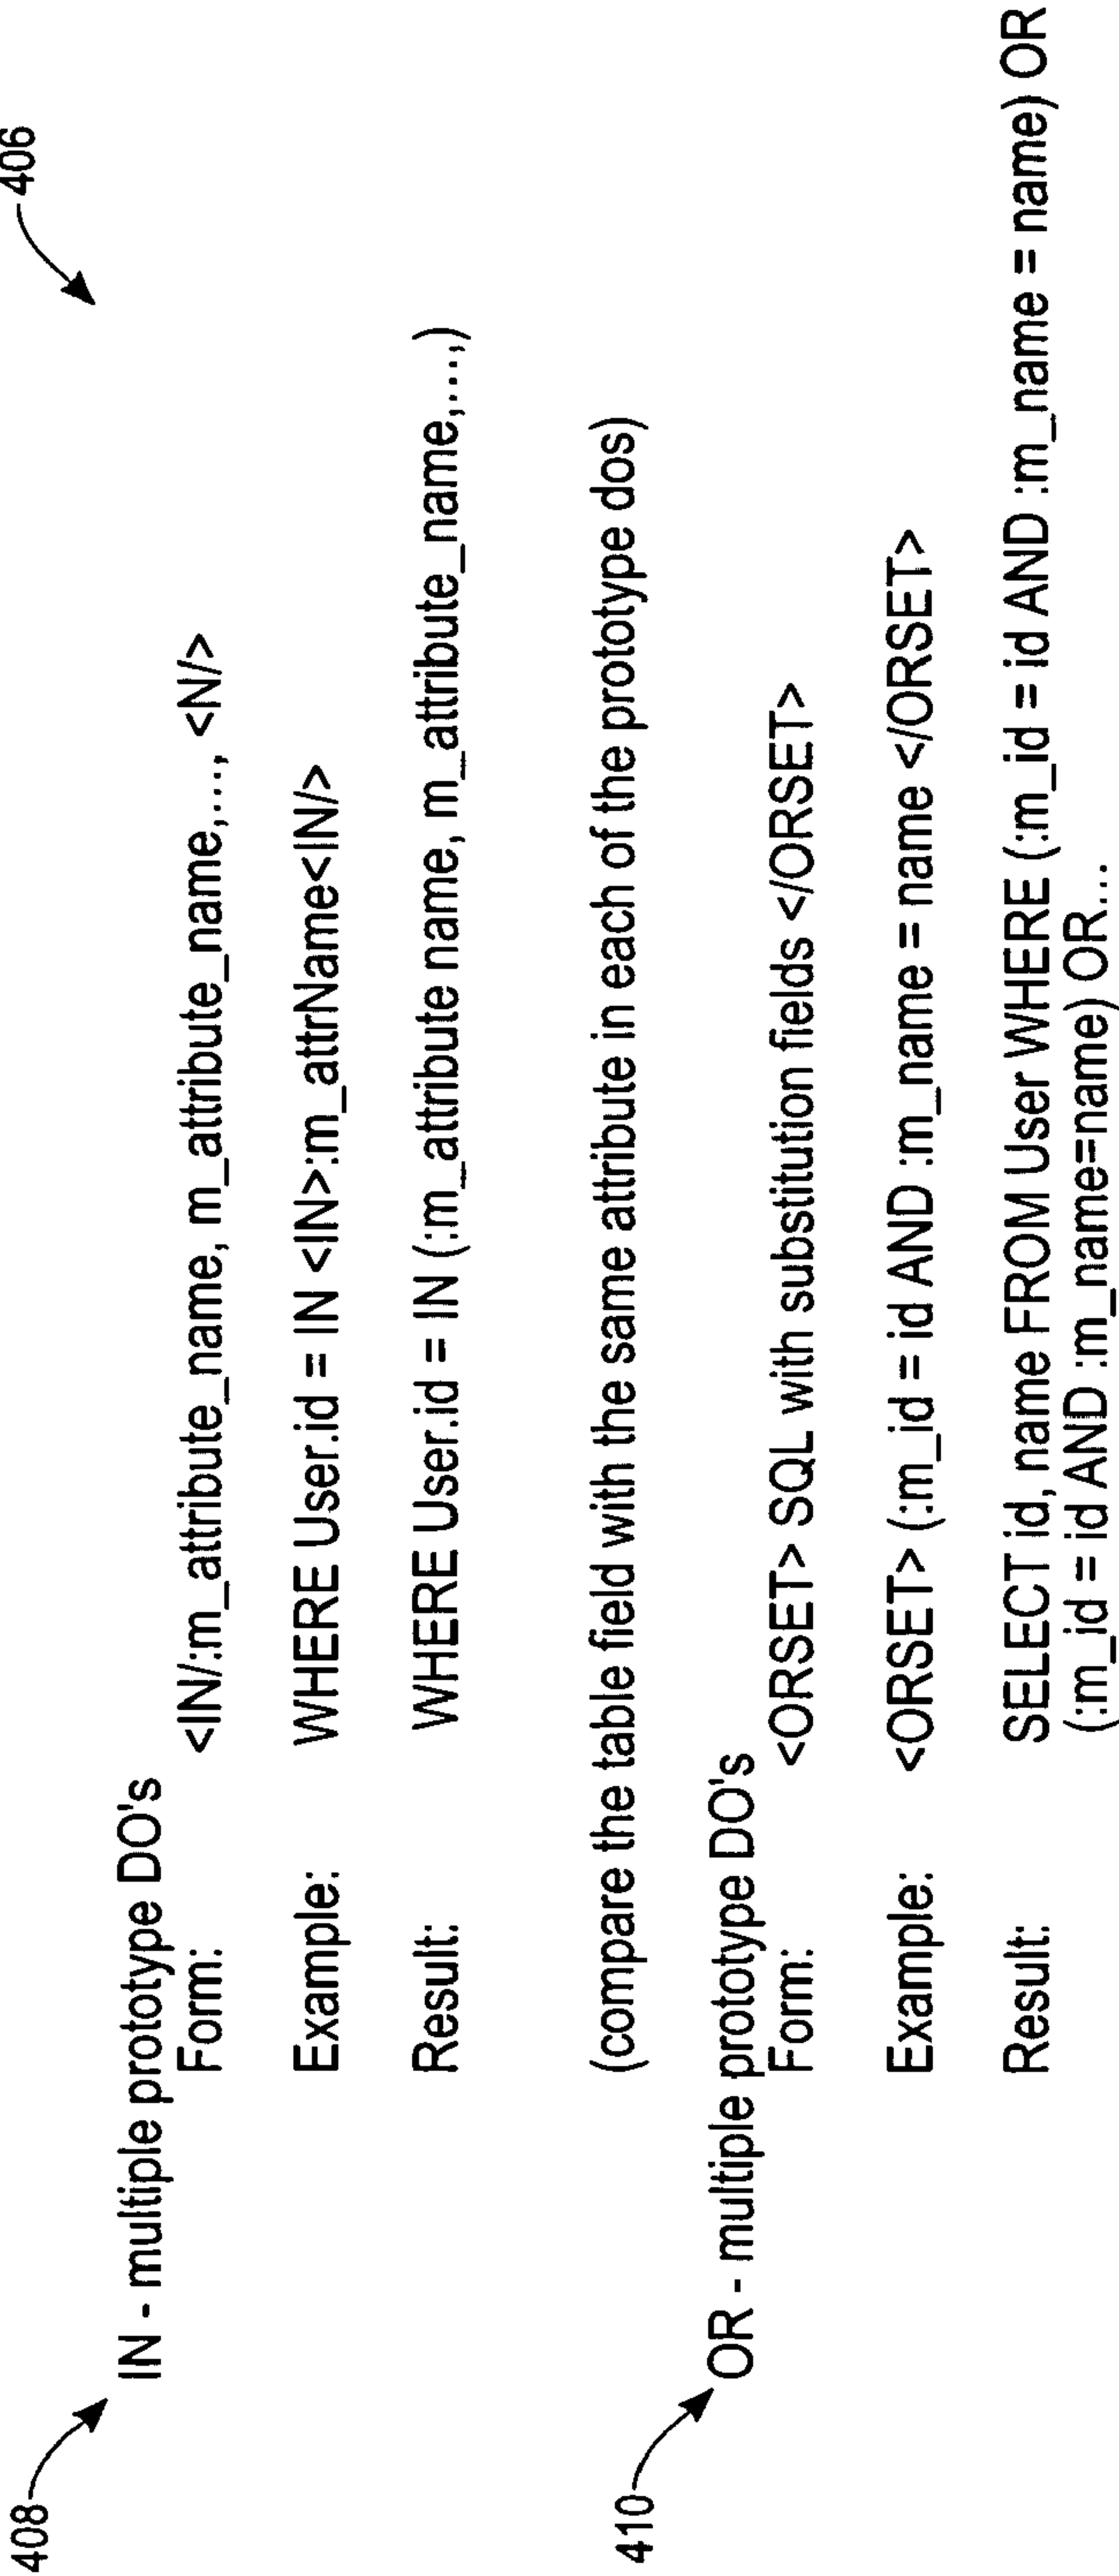 406
408
IN - multiple prototype DO's
Form: <IN/:m_attribute_name, m_attribute_name,..., <N/>
Example: WHERE User.id = IN <IN>:m_attrName<IN/>
Result: WHERE User.id = IN (:m_attribute name, m_attribute_name,...,)
(compare the table field with the same attribute in each of the prototype dos)
410
OR - multiple prototype DO's
Form: <ORSET> SQL with substitution fields </ORSET>
Example: <ORSET> (:m_id = id AND :m_name = name </ORSET>
Result: SELECT id, name FROM User WHERE (:m_id = id AND :m_name = name) OR
(:m_id = id AND :m_name=name) OR...